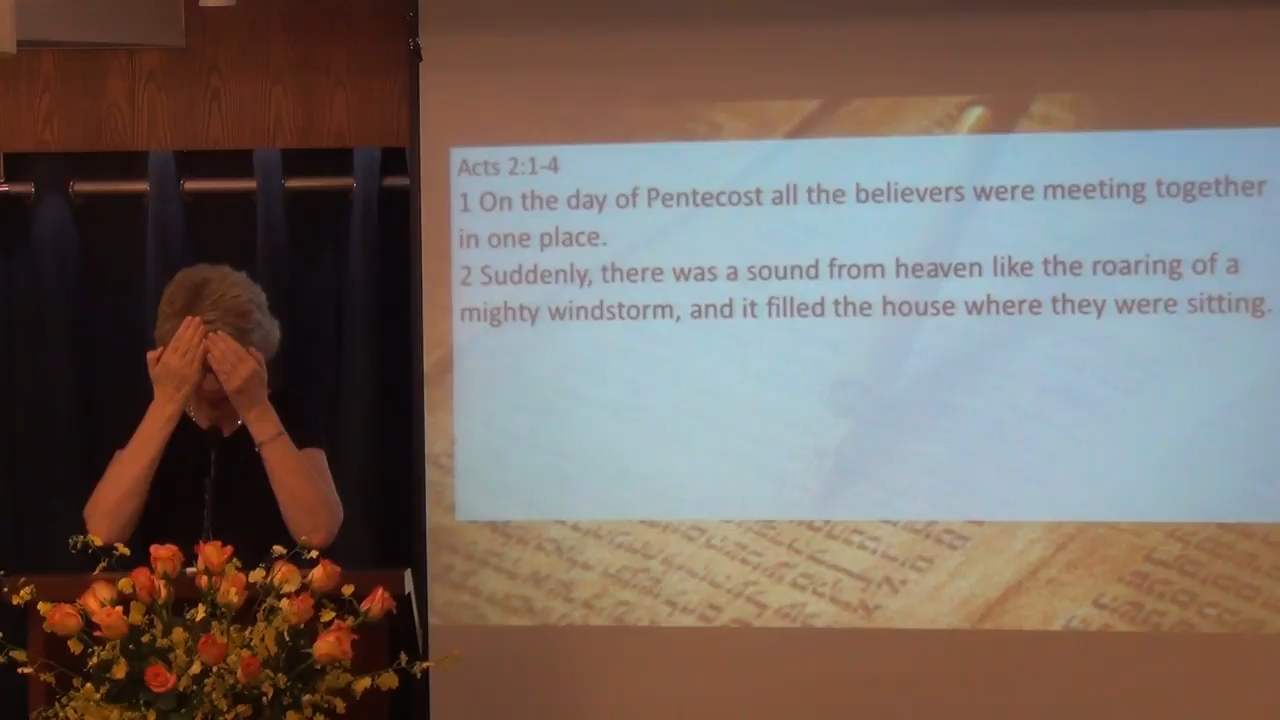 Acts 2:1-4
1 On the day of Pentecost all the believers were meeting together
in one place.
2 Suddenly, there was a sound from heaven like the roaring of a
mighty windstorm, and it filled the house where they were sitting.